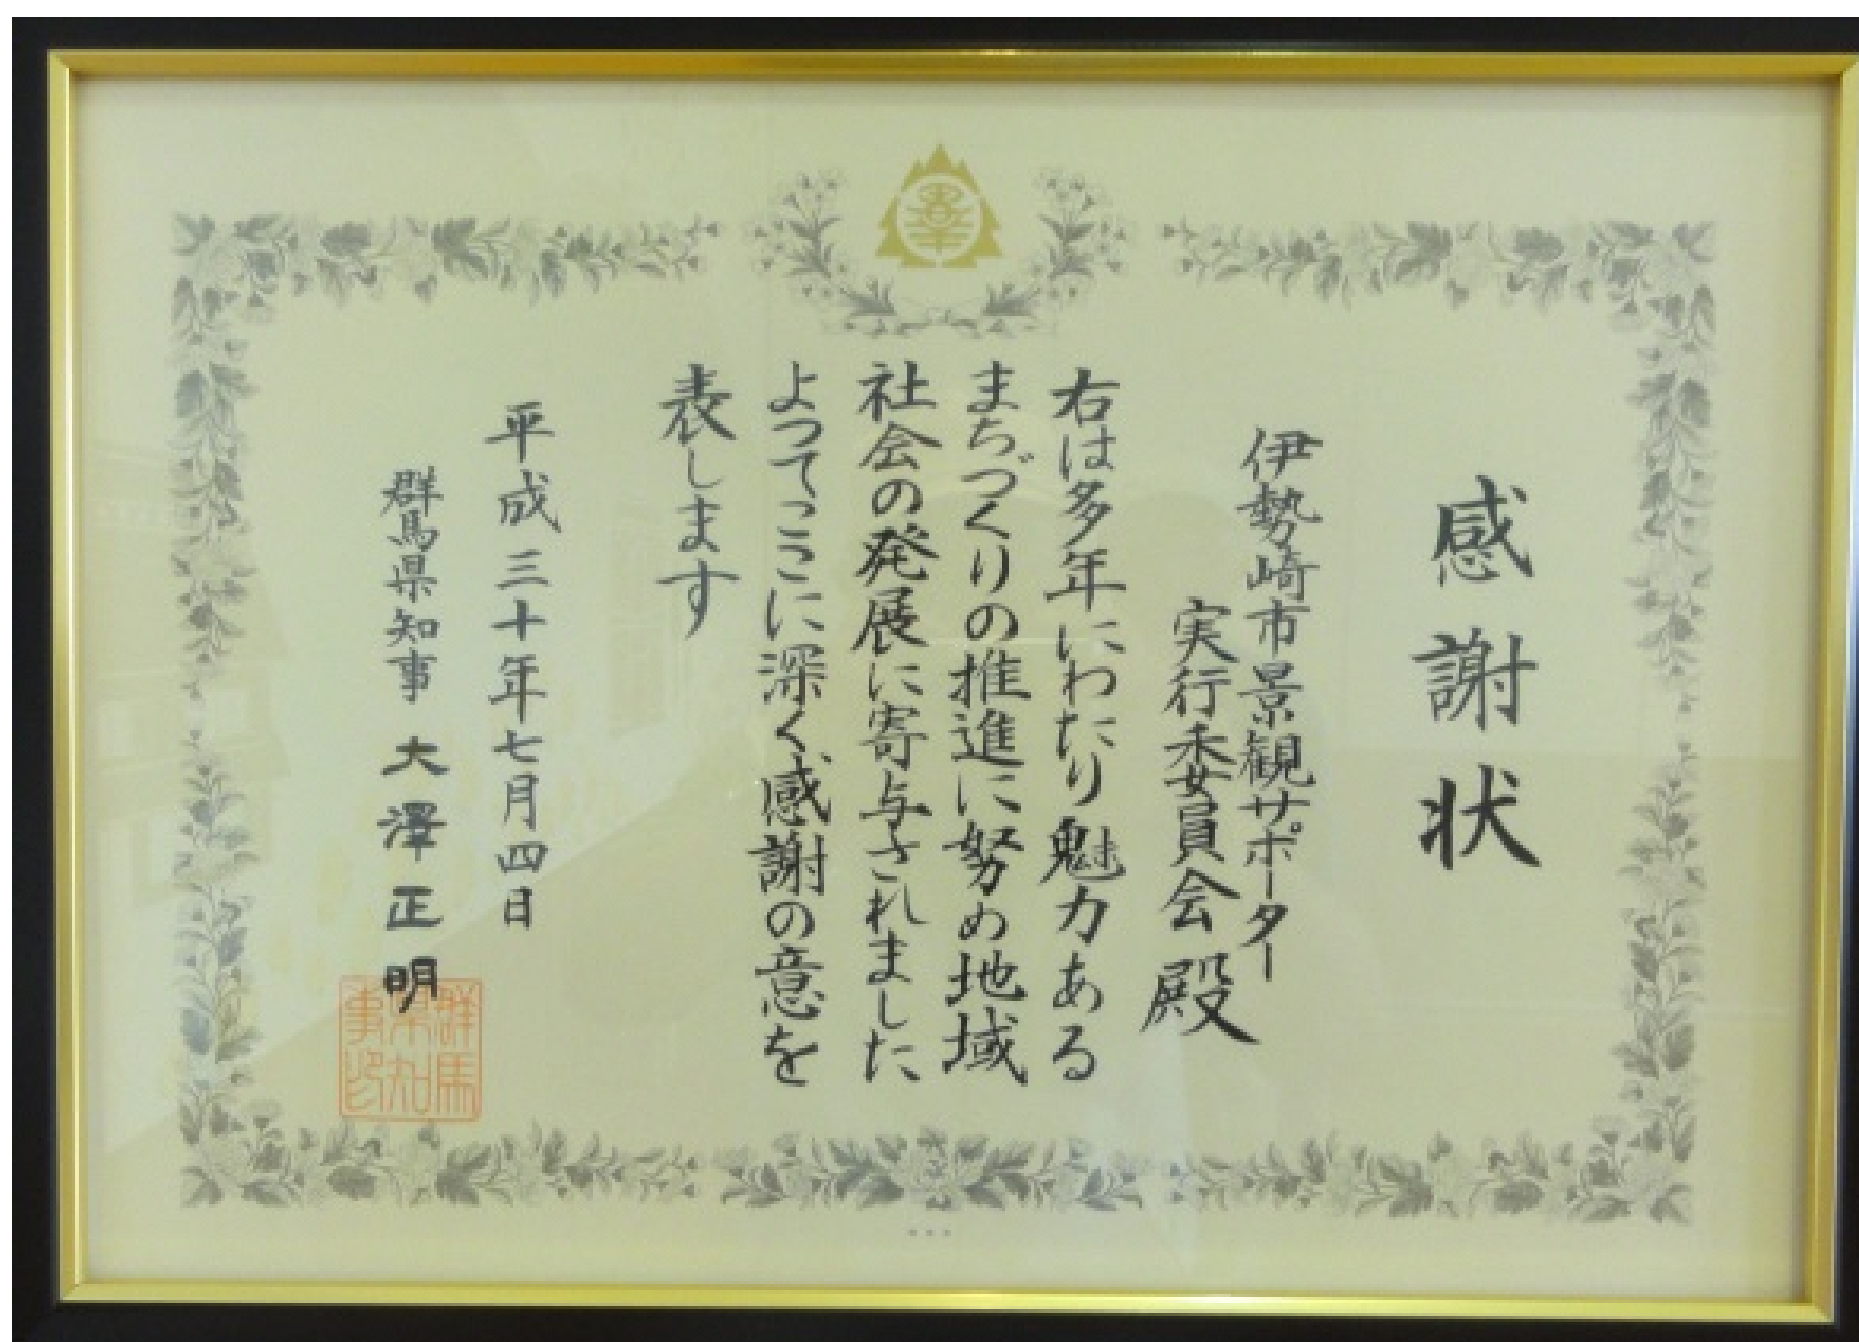 感謝状
伊勢崎市景観サポーター
実行委員会殿
右は多年にわたり魅力ある
まちづくりの推進に努め地域
社会の発展に寄与されました
よってここに深く感謝の意を
表します
平成三十年七月四日
群馬県知事 大澤正明
群馬
県知
事印